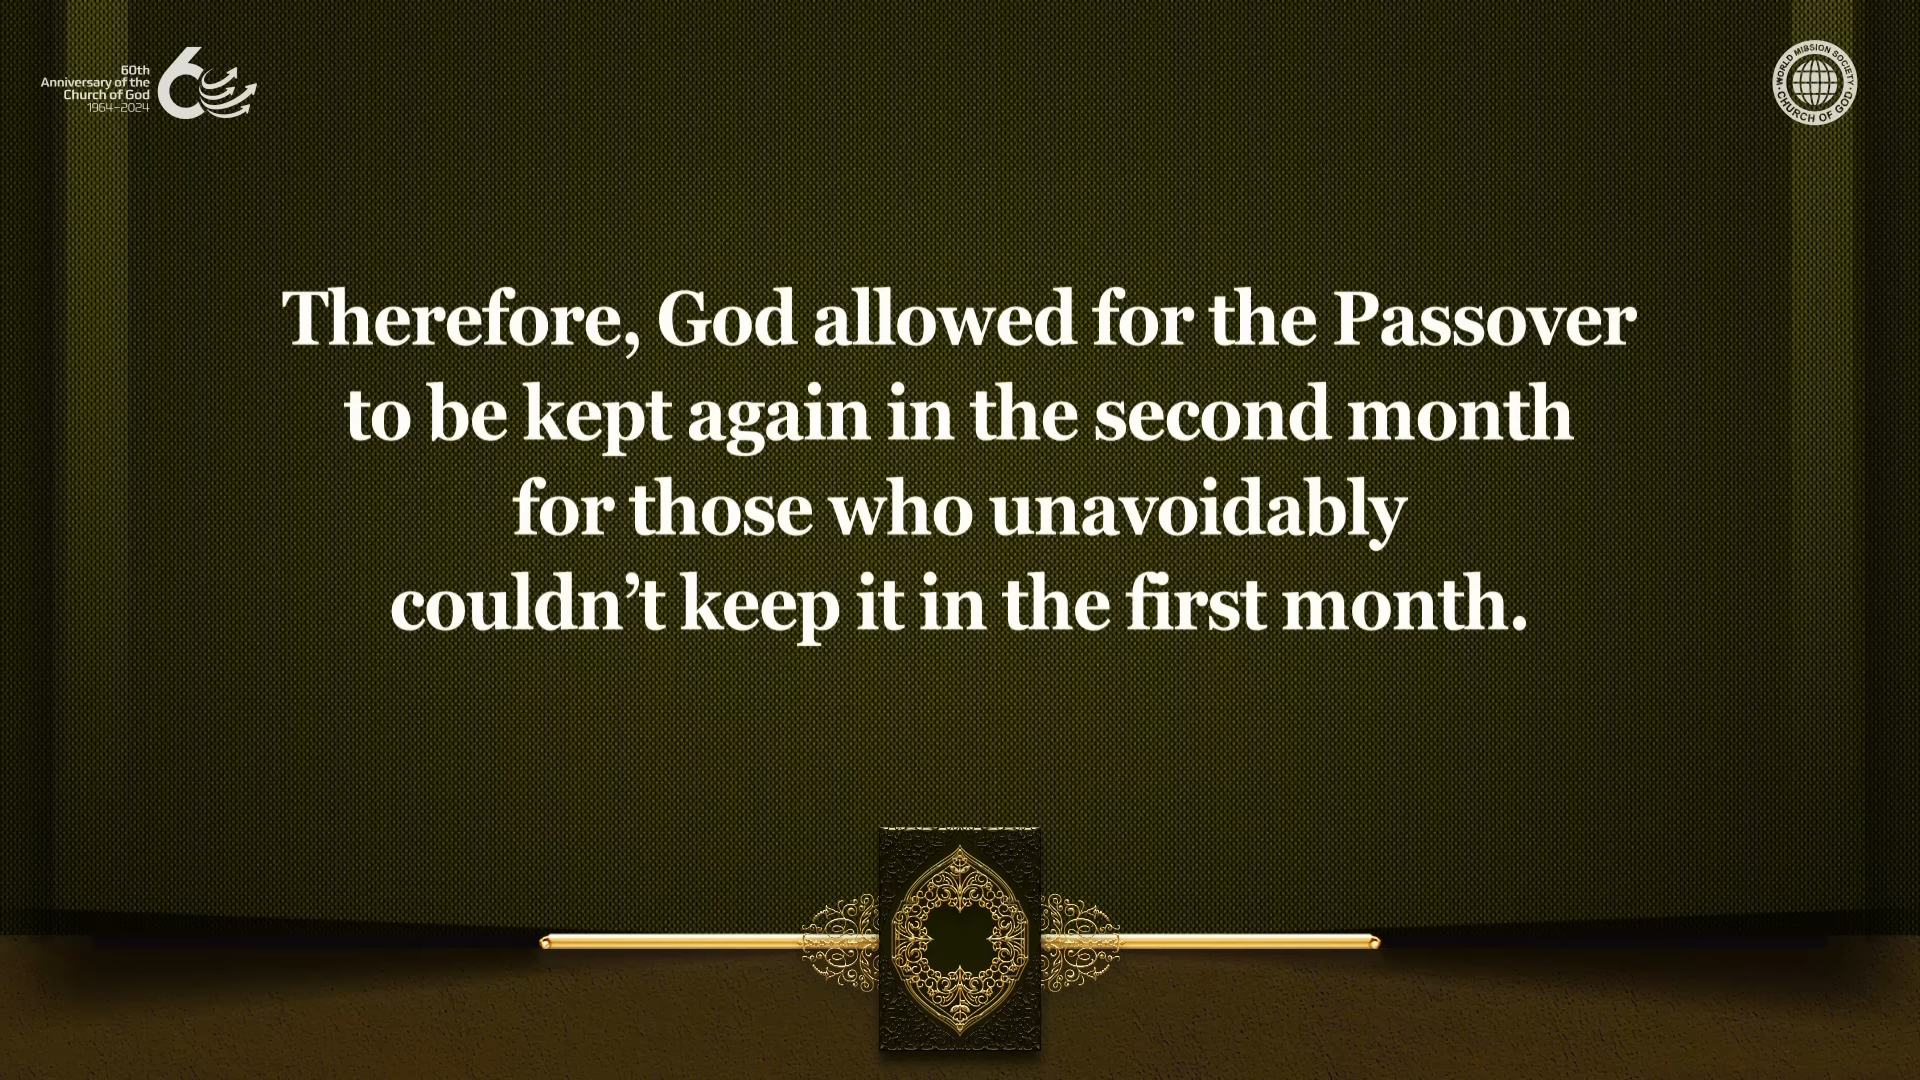 60th
Anniversary of the
Church of God
1964–2024
WORLD MISSION SOCIETY
CHURCH OF GOD
Therefore, God allowed for the Passover
to be kept again in the second month
for those who unavoidably
couldn’t keep it in the first month.